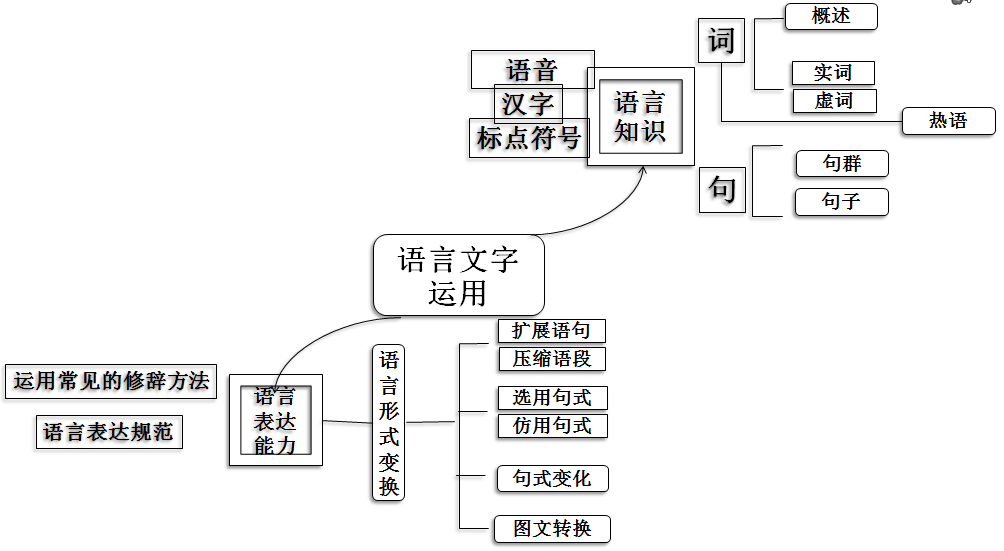 词
概述
实词
虚词
热语
语音
汉字
标点符号
语言
知识
句
句群
句子
语言文字
运用
扩展语句
压缩语段
选用句式
仿用句式
句式变化
图文转换
语
言
形
式
变
换
语言
表达
能力
运用常见的修辞方法
语言表达规范